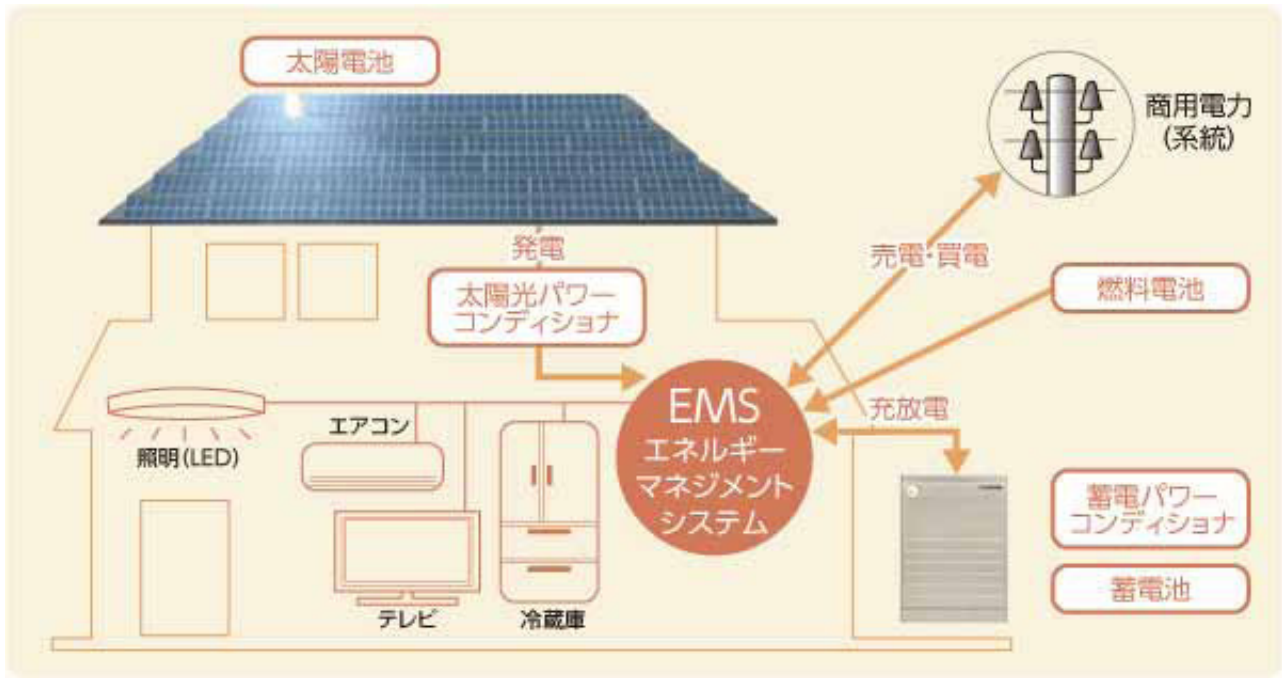 太陽電池
商用電力
(系統)
発電
売電・買電
太陽光パワー
コンディショナ
燃料電池
EMS
エネルギー
マネジメント
システム
充放電
エアコン
照明(LED)
蓄電パワー
コンディショナ
蓄電池
テレビ
冷蔵庫